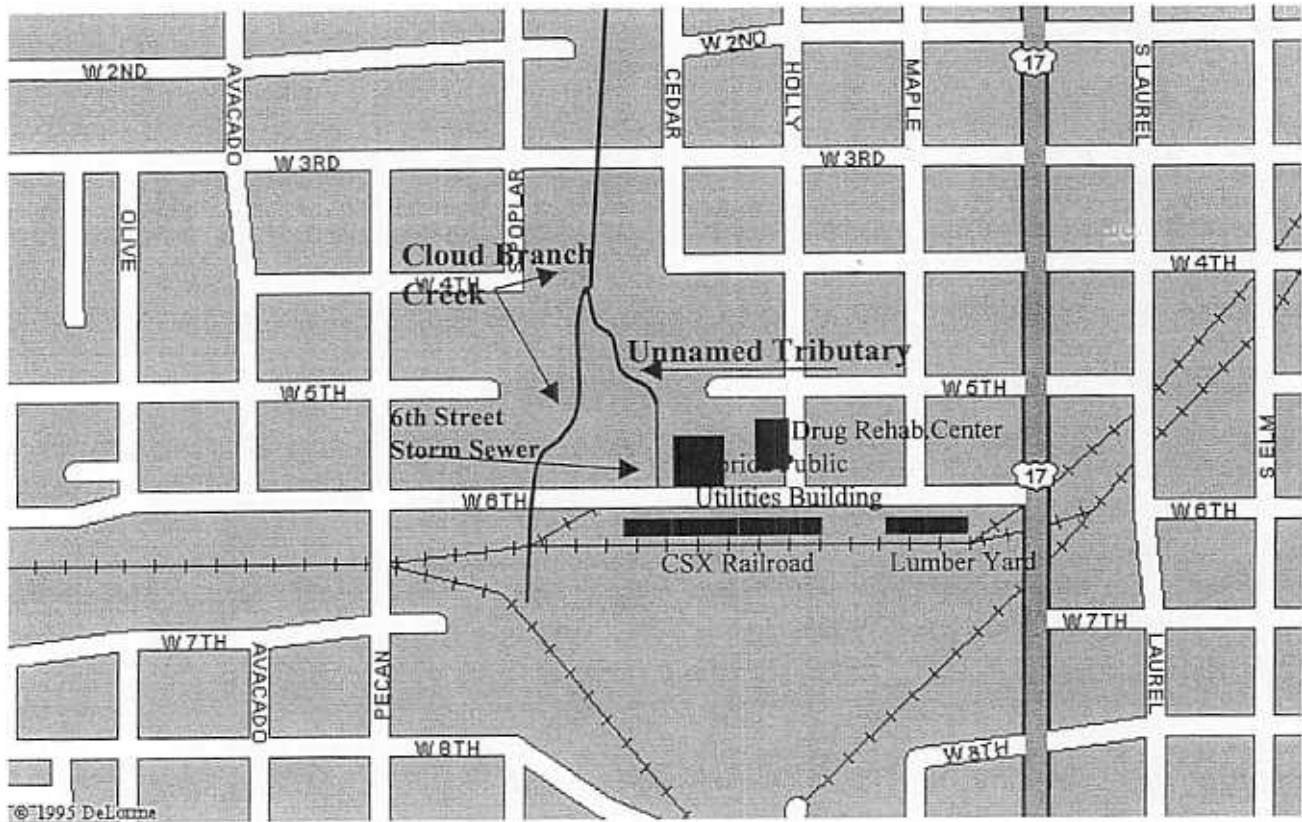 W 2ND
W 2ND
AVACADO
CEDAR
HOLLY
MAPLE
17
S LAUREL
W 3RD
W 3RD
OLIVE
S POPLAR
Cloud Branch
W 4TH
Creek
W 4TH
Unnamed Tributary
W 5TH
W 5TH
6th Street
Storm Sewer
Drug Rehab Center
Public
Utilities Building
17
S ELM
W 6TH
W 6TH
CSX Railroad
Lumber Yard
W 7TH
W 7TH
AVACADO
PECAN
LAUREL
W 8TH
W 8TH
© 1995 DeLorme